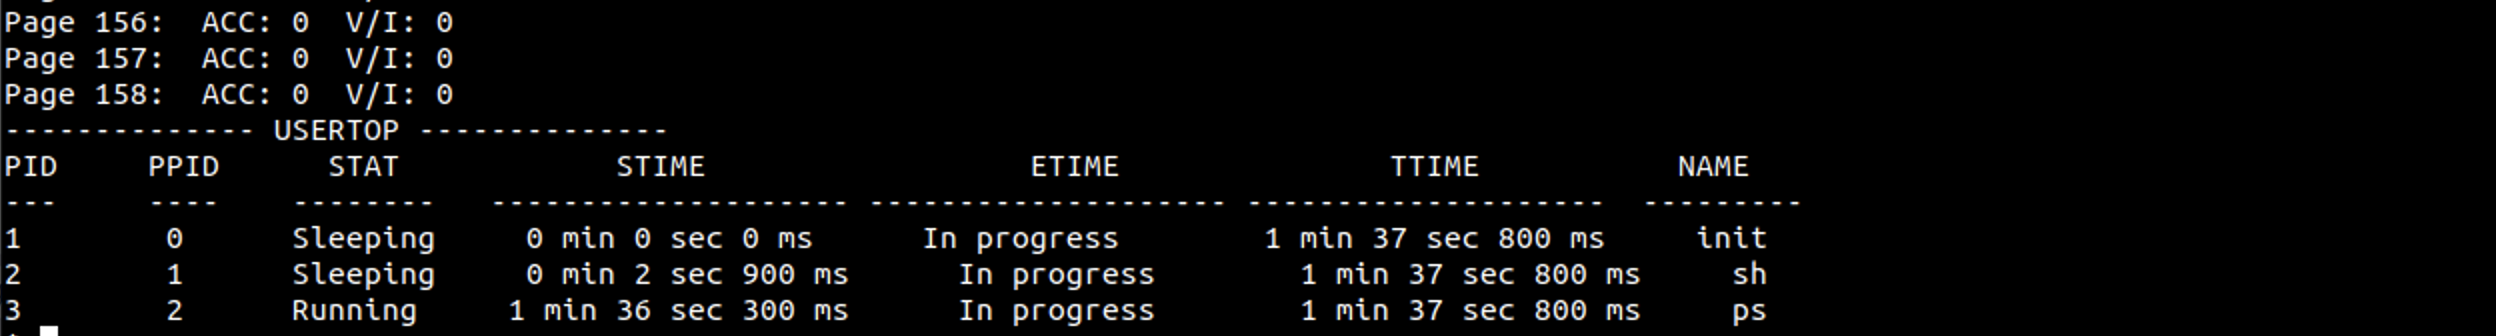 Page 156:  ACC: 0  V/I: 0
Page 157:  ACC: 0  V/I: 0
Page 158:  ACC: 0  V/I: 0
-------------- USERTOP --------------
PID     PPID      STAT            STIME                  ETIME               TTIME           NAME
---     ----    --------   -------------------- -------------------- --------------------  ---------
1        0      Sleeping     0 min 0 sec 0 ms      In progress        1 min 37 sec 800 ms     init
2        1      Sleeping     0 min 2 sec 900 ms      In progress        1 min 37 sec 800 ms     sh
3        2      Running     1 min 36 sec 300 ms      In progress        1 min 37 sec 800 ms     ps